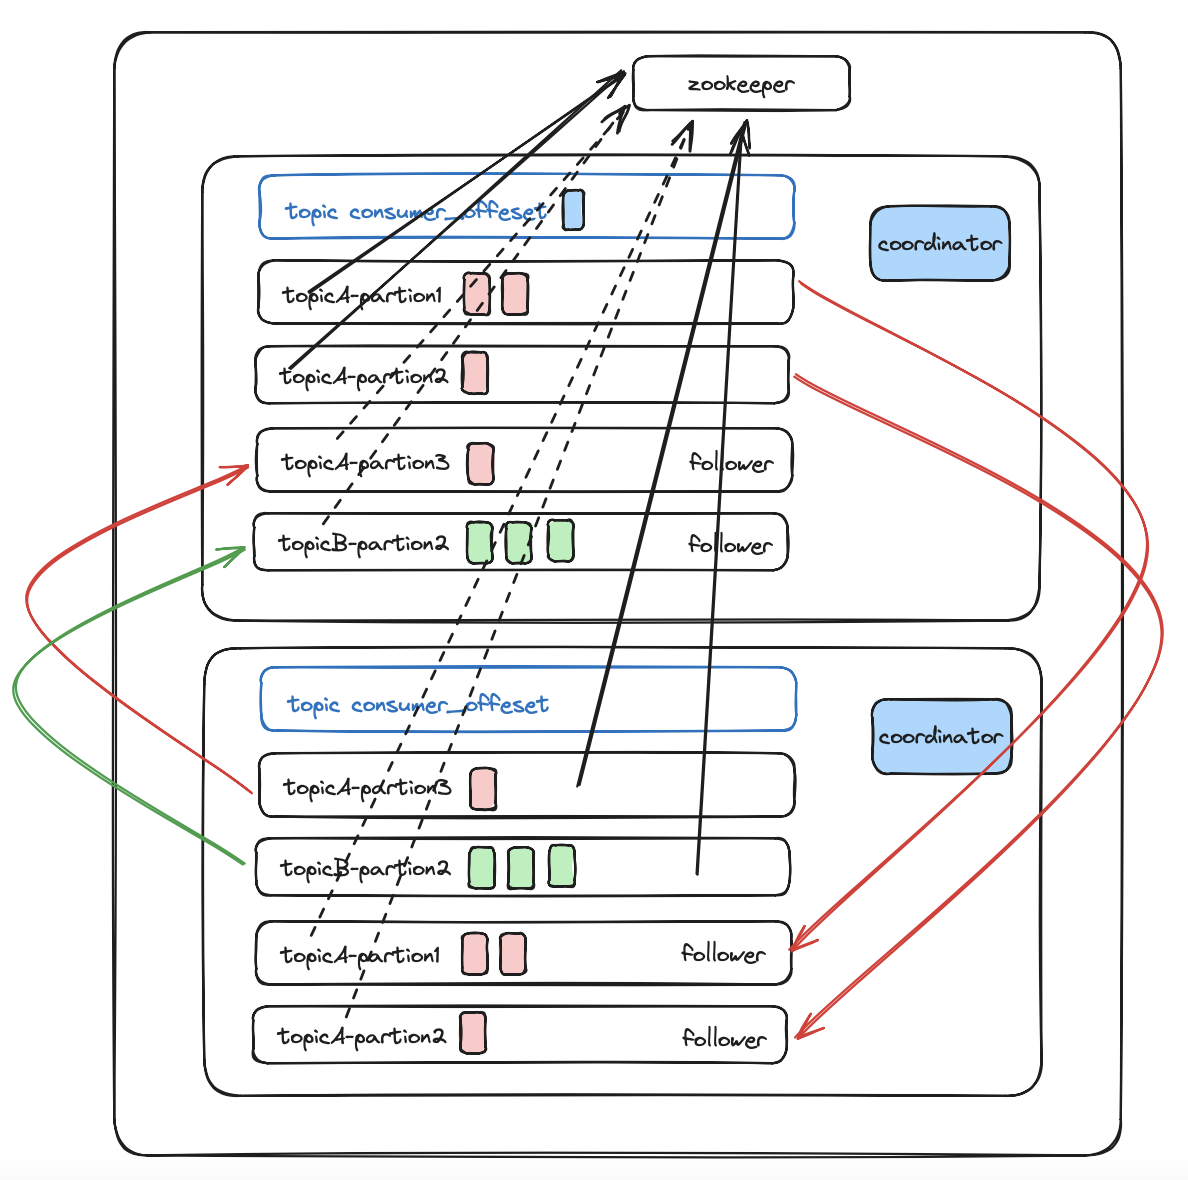 zookeeper
topic consumer_offeset
coordinator
topicA-partion1
topicA-partion2
topicA-partion3
follower
topicB-partion2
follower
topic consumer_offeset
coordinator
topicA-partion3
topicB-partion2
topicA-partion1
follower
topicA-partion2
follower